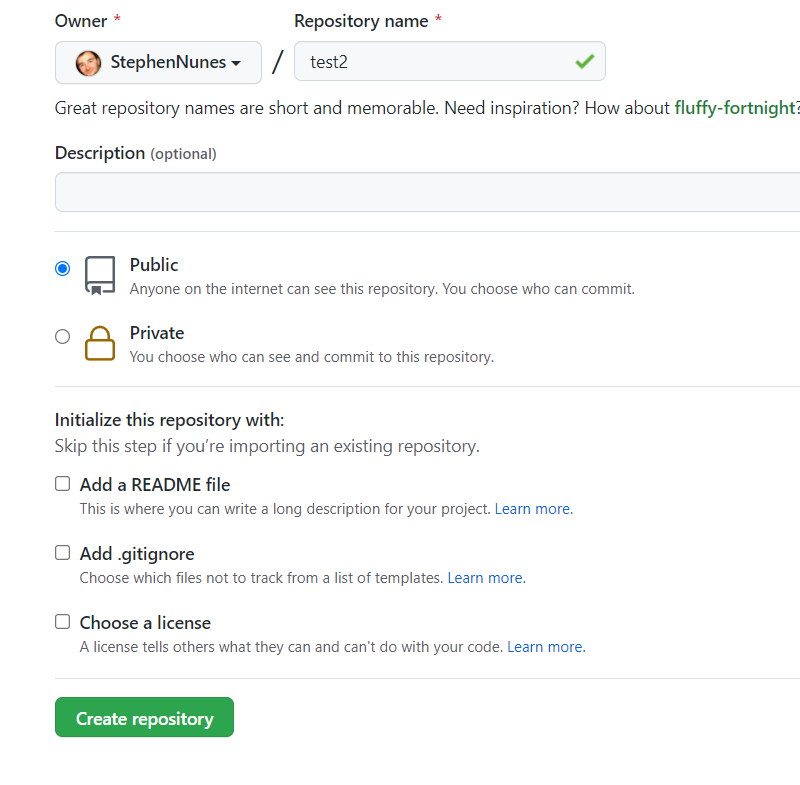 Owner * Repository name *
StephenNunes / test2
Great repository names are short and memorable. Need inspiration? How about fluffy-fortnight?
Description (optional)
Public
Anyone on the internet can see this repository. You choose who can commit.
Private
You choose who can see and commit to this repository.
Initialize this repository with:
Skip this step if you’re importing an existing repository.
Add a README file
This is where you can write a long description for your project. Learn more.
Add .gitignore
Choose which files not to track from a list of templates. Learn more.
Choose a license
A license tells others what they can and can't do with your code. Learn more.
Create repository